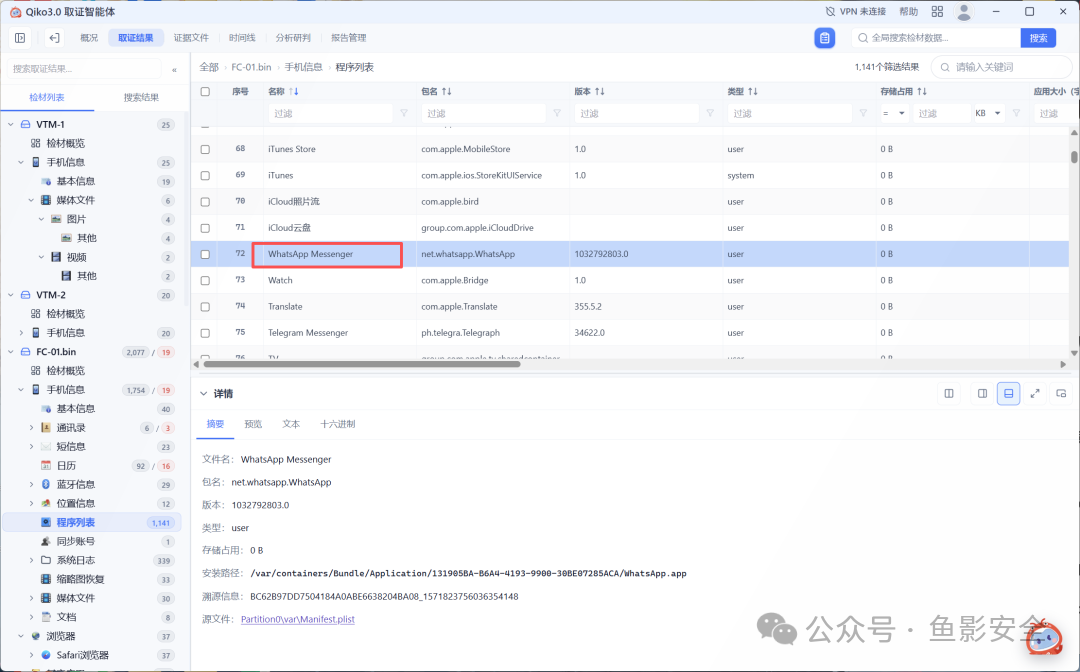 Qiko3.0 取证智能体
VPN 未连接 帮助
概况 取证结果 证据文件 时间线 分析研判 报告管理
全局搜索检材数据... 搜索
搜索取证结果... «
全部 › FC-01.bin › 手机信息 › 程序列表
1,141个筛选结果 请输入关键词
检材列表 搜索结果
序号 名称 ↑↓ 包名 ↑↓ 版本 ↑↓ 类型 ↑↓ 存储占用 ↑↓ 应用大小 (字
过滤 过滤 过滤 过滤 = 过滤 KB 过滤
68 iTunes Store com.apple.MobileStore 1.0 user 0 B
69 iTunes com.apple.ios.StoreKitUIService 1.0 system 0 B
70 iCloud照片流 com.apple.bird user 0 B
71 iCloud云盘 group.com.apple.iCloudDrive user 0 B
72 WhatsApp Messenger net.whatsapp.WhatsApp 1032792803.0 user 0 B
73 Watch com.apple.Bridge 1.0 user 0 B
74 Translate com.apple.Translate 355.5.2 user 0 B
75 Telegram Messenger ph.telegra.Telegraph 34622.0 user 0 B
76 TV group.com.apple.tv.sharedcontainer user 0 B
VTM-1 25
检材概览
手机信息 25
基本信息 19
媒体文件 6
图片 4
其他 4
视频 2
其他 2
VTM-2 20
检材概览
手机信息 20
FC-01.bin 2,077 / 19
检材概览
手机信息 1,754 / 19
基本信息 40
通讯录 6 / 3
短信息 23
日历 92 / 16
蓝牙信息 29
位置信息 12
程序列表 1,141
同步账号 1
系统日志 339
缩略图恢复 33
媒体文件 30
文档 8
浏览器 37
Safari浏览器 37
详情
摘要 预览 文本 十六进制
文件名: WhatsApp Messenger
包名: net.whatsapp.WhatsApp
版本: 1032792803.0
类型: user
存储占用: 0 B
安装路径: /var/containers/Bundle/Application/131905BA-B6A4-4193-9900-30BE07285ACA/WhatsApp.app
溯源信息: BC62B97DD7504184A0ABE6638204BA08_1571823756036354148
源文件: Partition0\var\Manifest.plist
公众号 · 鱼影安全